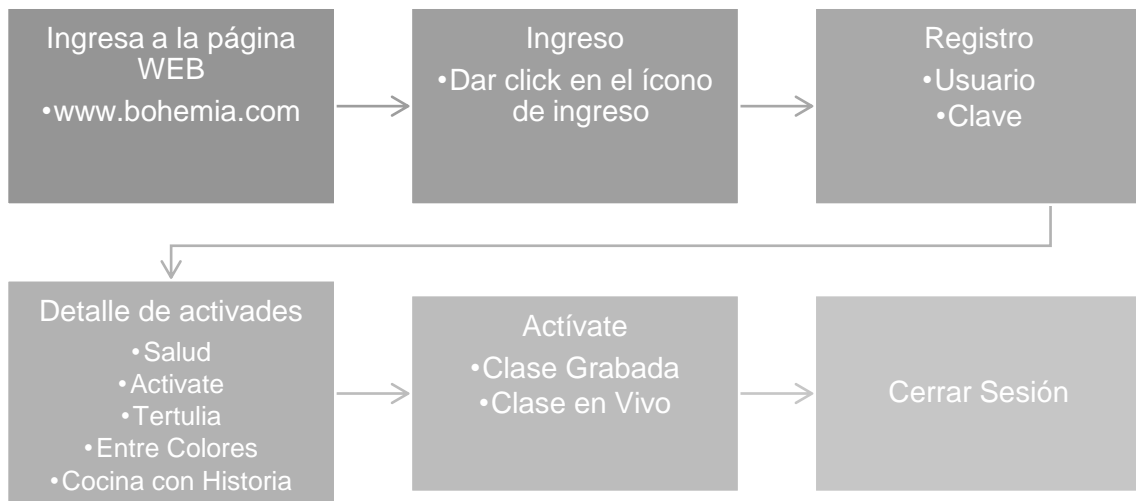 Ingresa a la página
WEB
•www.bohemia.com
Ingreso
•Dar click en el ícono
de ingreso
Registro
•Usuario
•Clave
Detalle de activades
•Salud
•Activate
•Tertulia
•Entre Colores
•Cocina con Historia
Actívate
•Clase Grabada
•Clase en Vivo
Cerrar Sesión